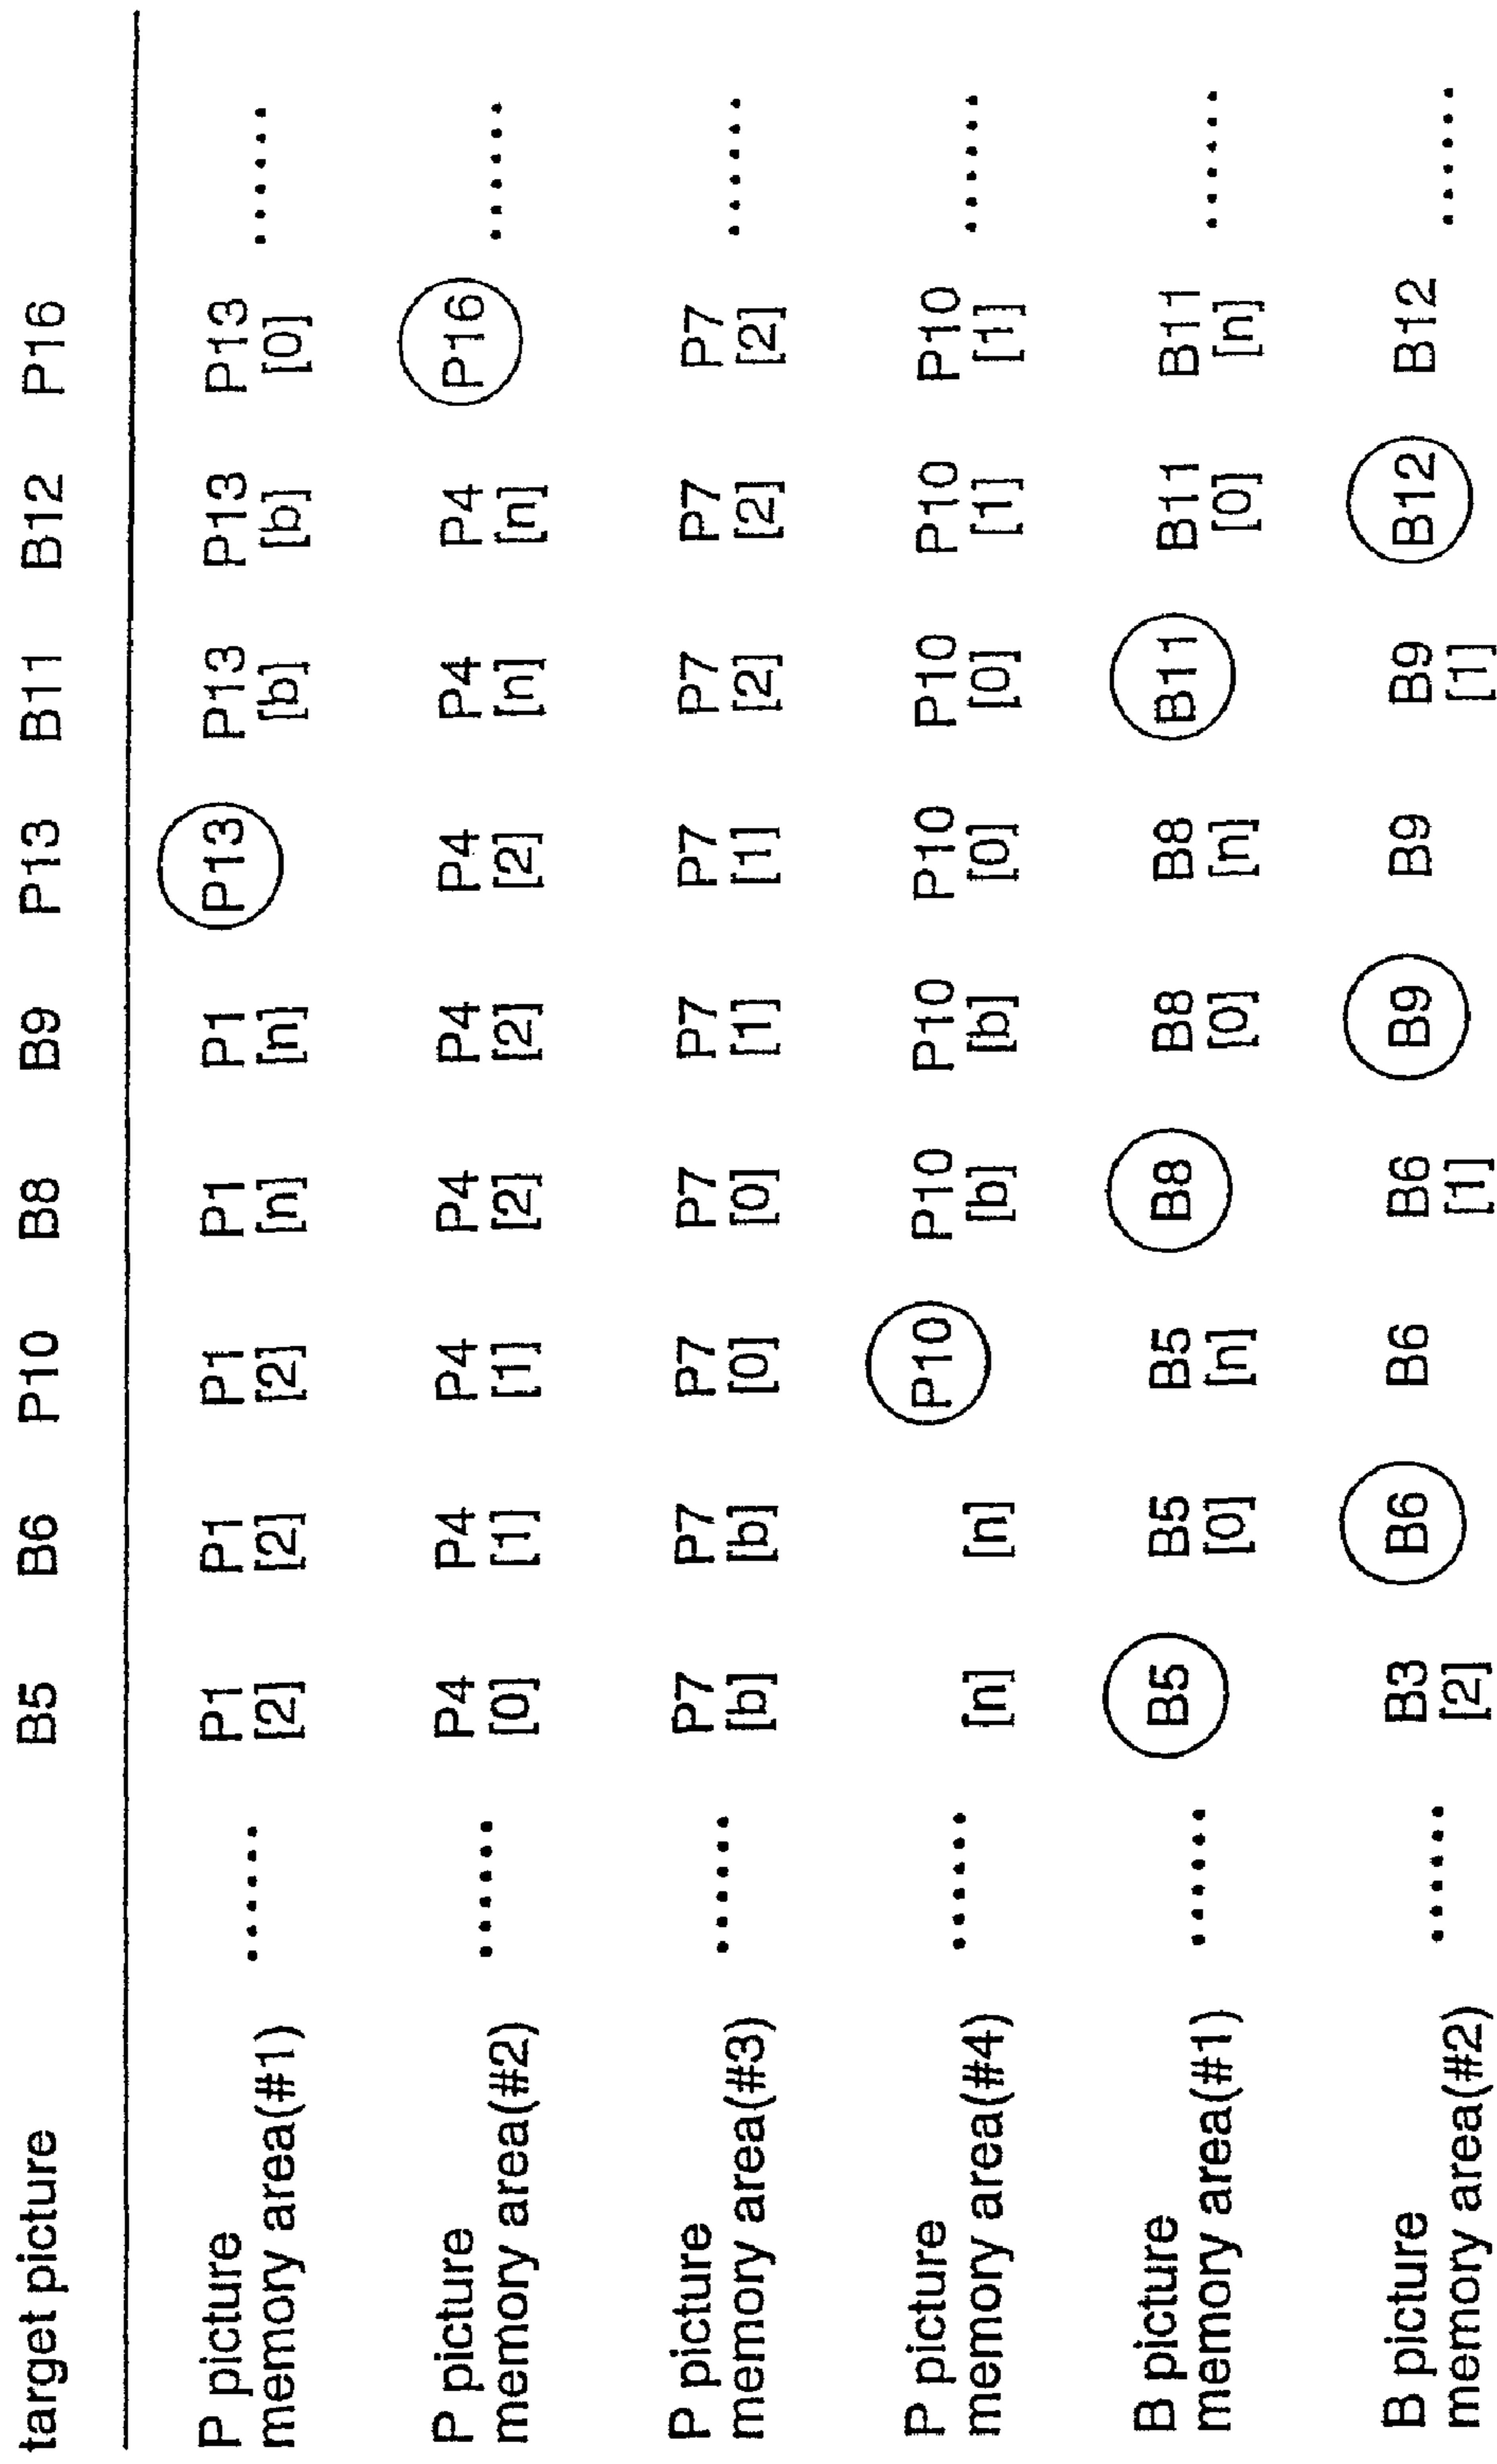 target picture B5 B6 P10 B8 B9 P13 B11 B12 P16
P picture ...... P1 P1 P1 P1 P1 P13 P13 P13 P13 ......
memory area(#1) [2] [2] [2] [n] [n] [b] [b] [0]
P picture ...... P4 P4 P4 P4 P4 P4 P4 P4 P16 ......
memory area(#2) [0] [1] [1] [2] [2] [2] [n] [n]
P picture ...... P7 P7 P7 P7 P7 P7 P7 P7 P7 ......
memory area(#3) [b] [b] [0] [0] [1] [1] [2] [2] [2]
P picture ...... P10 P10 P10 P10 P10 P10 P10 ......
memory area(#4) [n] [n] [b] [b] [0] [0] [1] [1]
B picture ...... B5 B5 B5 B8 B8 B8 B11 B11 B11 ......
memory area(#1) [0] [n] [0] [n] [0] [n]
B picture ...... B3 B6 B6 B6 B9 B9 B9 B12 B12 ......
memory area(#2) [2] [1] [1]